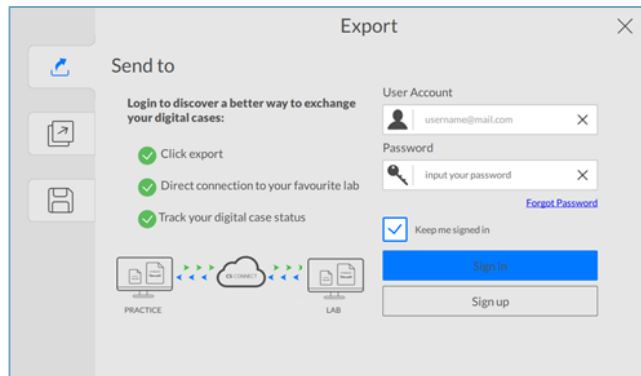 Export
Send to
Login to discover a better way to exchange
your digital cases:
Click export
Direct connection to your favourite lab
Track your digital case status
CS CONNECT
PRACTICE
LAB
User Account
username@mail.com
Password
input your password
Forgot Password
Keep me signed in
Sign in
Sign up